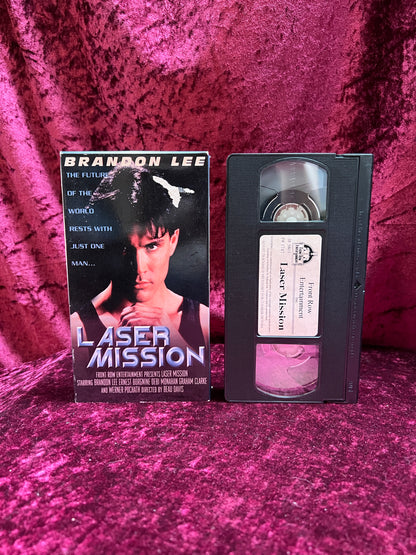 BRANDON LEE
THE FUTURE
OF THE
WORLD
RESTS WITH
JUST ONE
MAN...
LASER
MISSION
FRONT ROW ENTERTAINMENT PRESENTS LASER MISSION
STARRING BRANDON LEE ERNEST BORGNINE DEBI MONAHAN GRAHAM CLARKE
AND WERNER POCHATH DIRECTED BY BEAU DAVIS
Front Row
Entertainment
Laser Mission